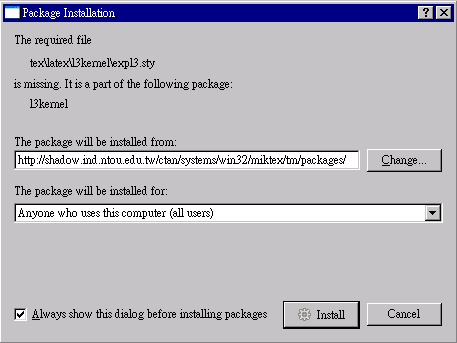 Package Installation
The required file
tex\latex\l3kernel\expl3.sty
is missing. It is a part of the following package:
l3kernel
The package will be installed from:
http://shadow.ind.ntou.edu.tw/ctan/systems/win32/miktex/tm/packages/
Change...
The package will be installed for:
Anyone who uses this computer (all users)
Always show this dialog before installing packages
Install
Cancel